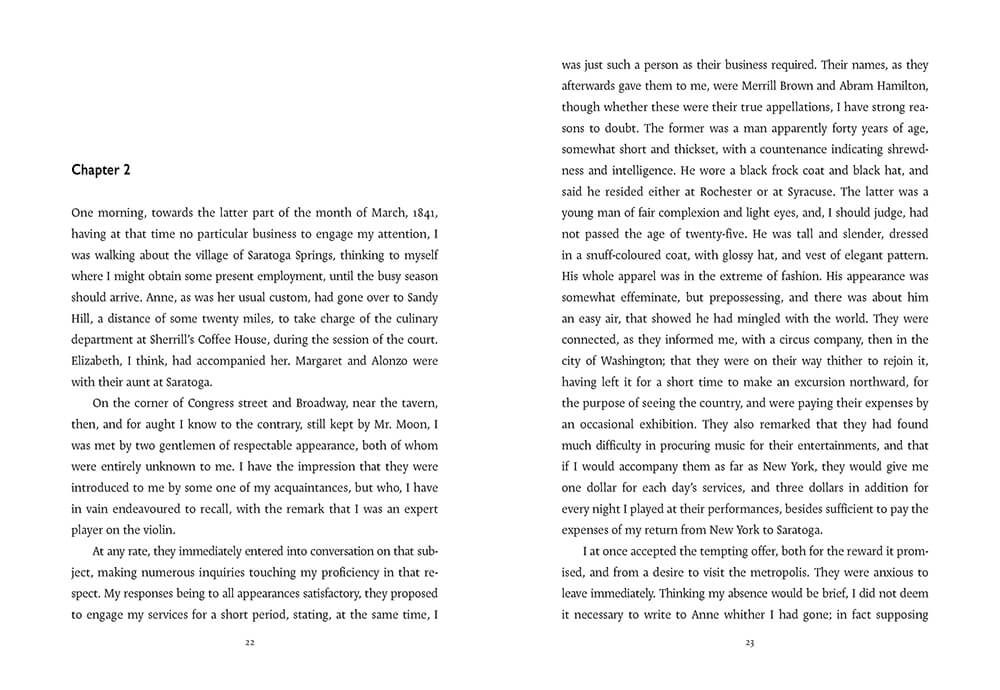 Chapter 2
One morning, towards the latter part of the month of March, 1841,
having at that time no particular business to engage my attention, I
was walking about the village of Saratoga Springs, thinking to myself
where I might obtain some present employment, until the busy season
should arrive. Anne, as was her usual custom, had gone over to Sandy
Hill, a distance of some twenty miles, to take charge of the culinary
department at Sherrill’s Coffee House, during the session of the court.
Elizabeth, I think, had accompanied her. Margaret and Alonzo were
with their aunt at Saratoga.
On the corner of Congress street and Broadway, near the tavern,
then, and for aught I know to the contrary, still kept by Mr. Moon, I
was met by two gentlemen of respectable appearance, both of whom
were entirely unknown to me. I have the impression that they were
introduced to me by some one of my acquaintances, but who, I have
in vain endeavoured to recall, with the remark that I was an expert
player on the violin.
At any rate, they immediately entered into conversation on that sub-
ject, making numerous inquiries touching my proficiency in that re-
spect. My responses being to all appearances satisfactory, they proposed
to engage my services for a short period, stating, at the same time, I
22
was just such a person as their business required. Their names, as they
afterwards gave them to me, were Merrill Brown and Abram Hamilton,
though whether these were their true appellations, I have strong rea-
sons to doubt. The former was a man apparently forty years of age,
somewhat short and thickset, with a countenance indicating shrewd-
ness and intelligence. He wore a black frock coat and black hat, and
said he resided either at Rochester or at Syracuse. The latter was a
young man of fair complexion and light eyes, and, I should judge, had
not passed the age of twenty-five. He was tall and slender, dressed
in a snuff-coloured coat, with glossy hat, and vest of elegant pattern.
His whole apparel was in the extreme of fashion. His appearance was
somewhat effeminate, but prepossessing, and there was about him
an easy air, that showed he had mingled with the world. They were
connected, as they informed me, with a circus company, then in the
city of Washington; that they were on their way thither to rejoin it,
having left it for a short time to make an excursion northward, for
the purpose of seeing the country, and were paying their expenses by
an occasional exhibition. They also remarked that they had found
much difficulty in procuring music for their entertainments, and that
if I would accompany them as far as New York, they would give me
one dollar for each day’s services, and three dollars in addition for
every night I played at their performances, besides sufficient to pay the
expenses of my return from New York to Saratoga.
I at once accepted the tempting offer, both for the reward it prom-
ised, and from a desire to visit the metropolis. They were anxious to
leave immediately. Thinking my absence would be brief, I did not deem
it necessary to write to Anne whither I had gone; in fact supposing
23